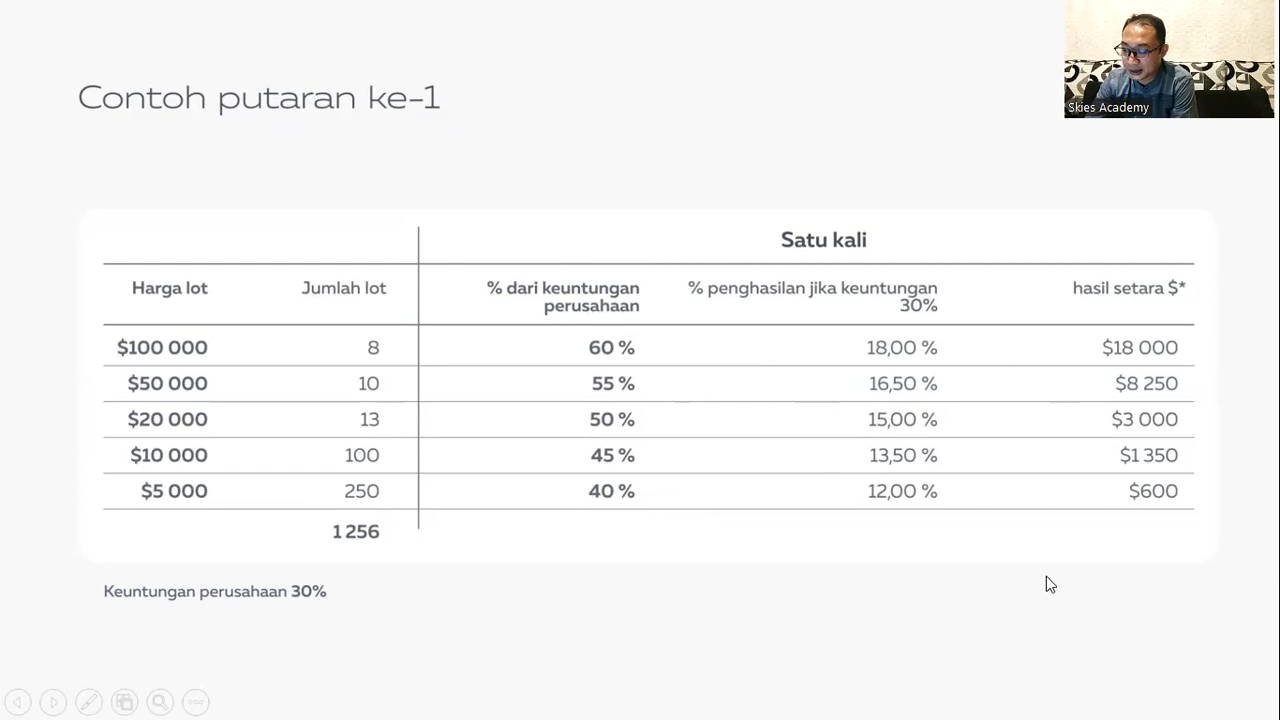 Contoh putaran ke-1
Skies Academy
Satu kali
Harga lot Jumlah lot % dari keuntungan perusahaan % penghasilan jika keuntungan 30% hasil setara $*
$100 000 8 60 % 18,00 % $18 000
$50 000 10 55 % 16,50 % $8 250
$20 000 13 50 % 15,00 % $3 000
$10 000 100 45 % 13,50 % $1 350
$5 000 250 40 % 12,00 % $600
1 256
Keuntungan perusahaan 30%